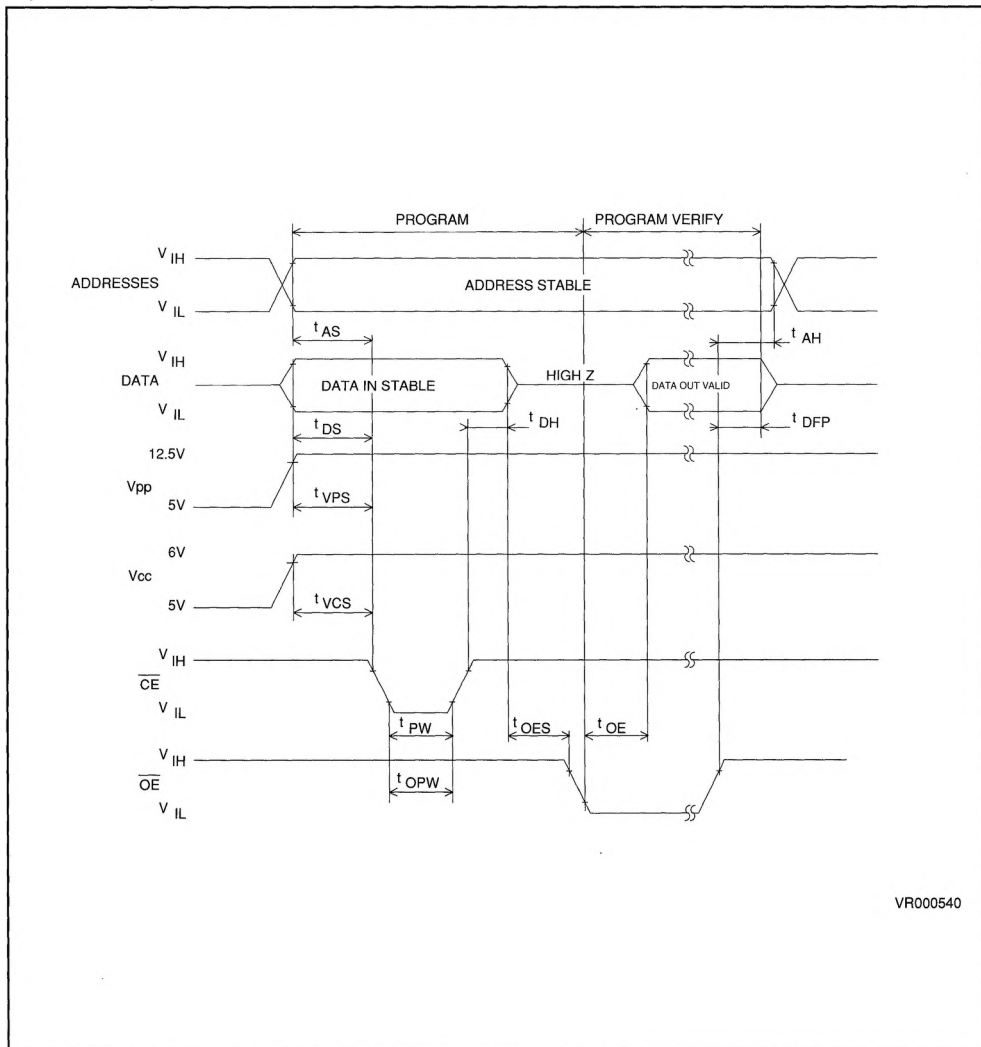 PROGRAM PROGRAM VERIFY
V IH
ADDRESSES ADDRESS STABLE
V IL
t AS t AH
V IH
DATA DATA IN STABLE HIGH Z DATA OUT VALID
V IL
t DS t DH t DFP
12.5V
Vpp
t VPS
5V
6V
Vcc
t VCS
5V
V IH
CE
V IL
t PW t OES t OE
V IH
OE
t OPW
V IL
VR000540